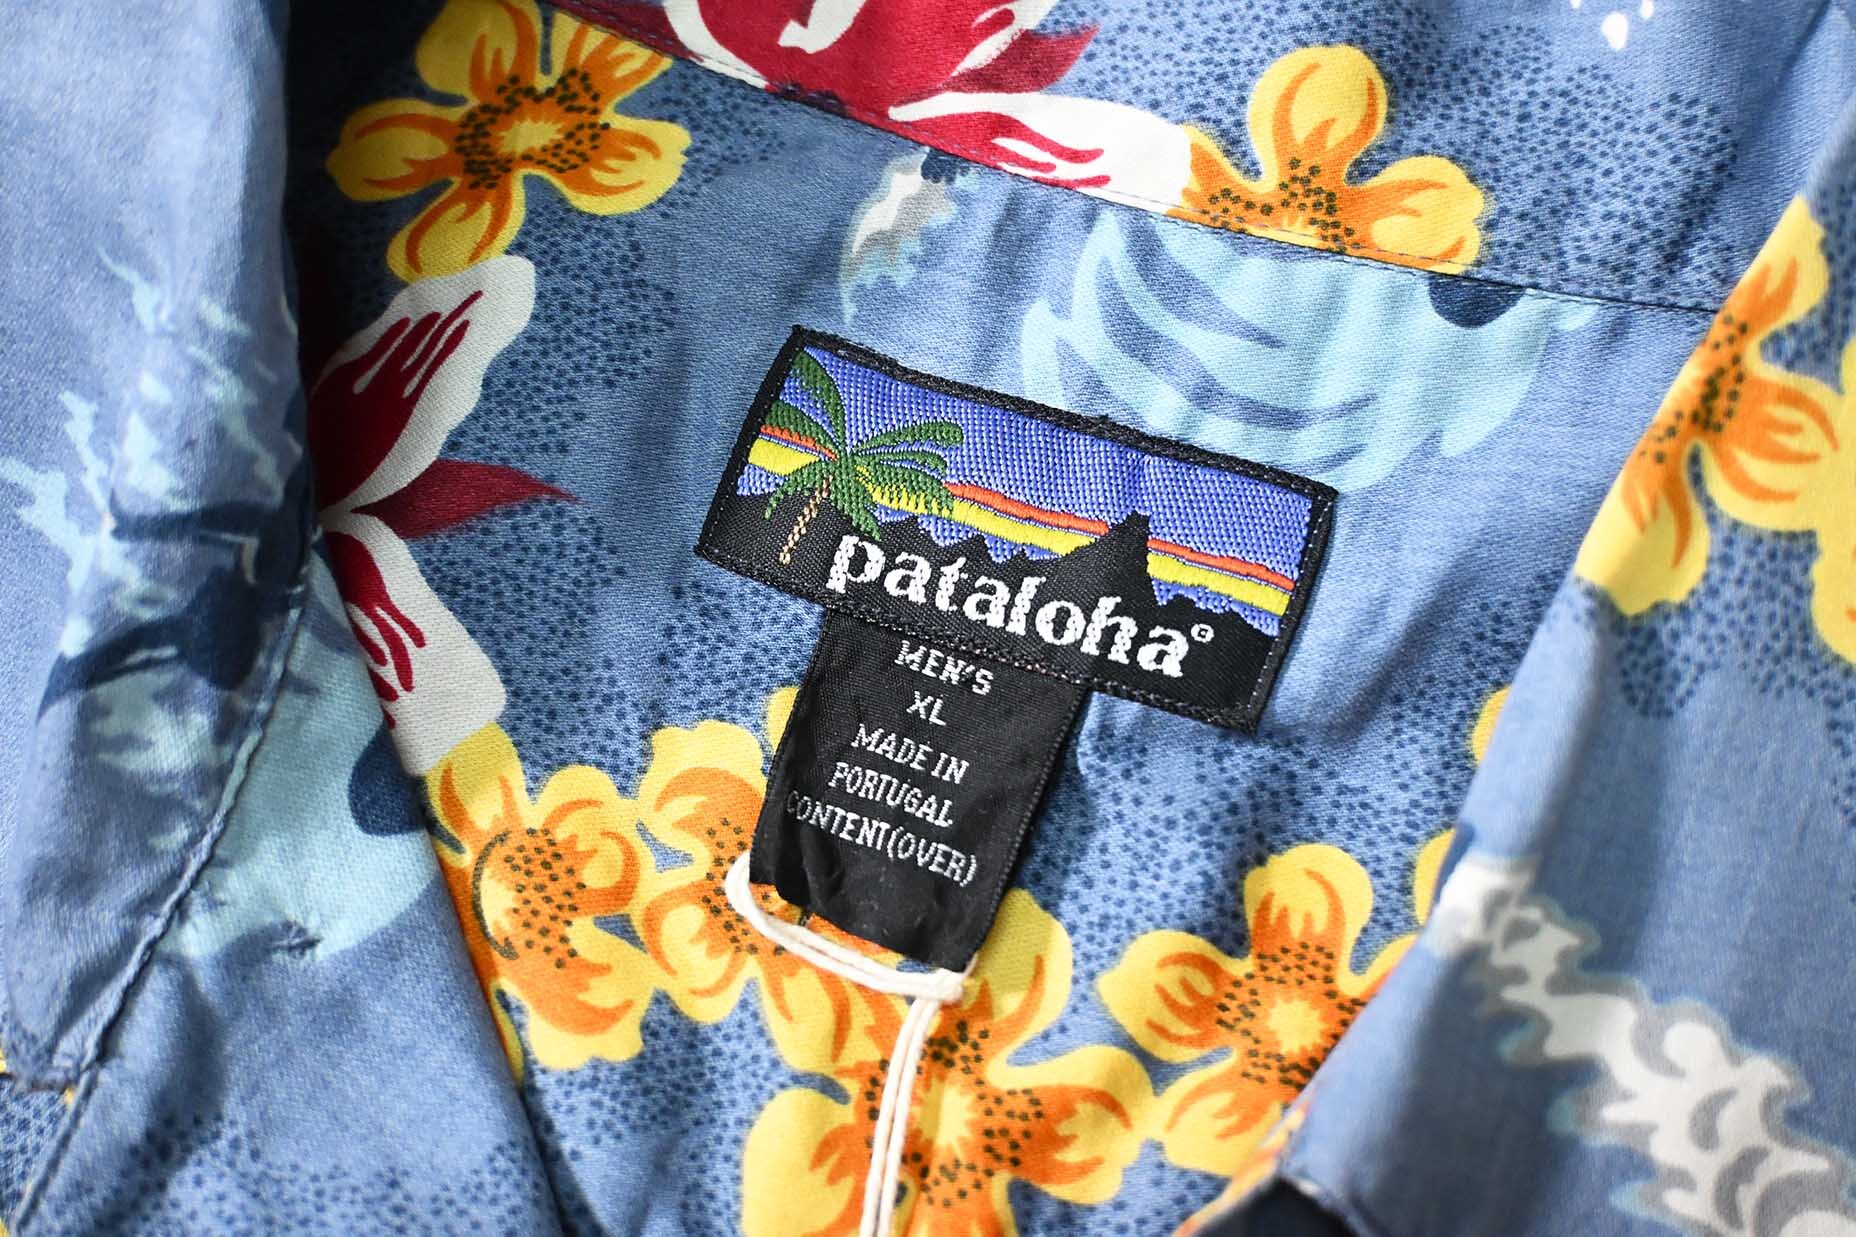 pataloha®
MEN'S
XL
MADE IN
PORTUGAL
CONTENT(OVER)